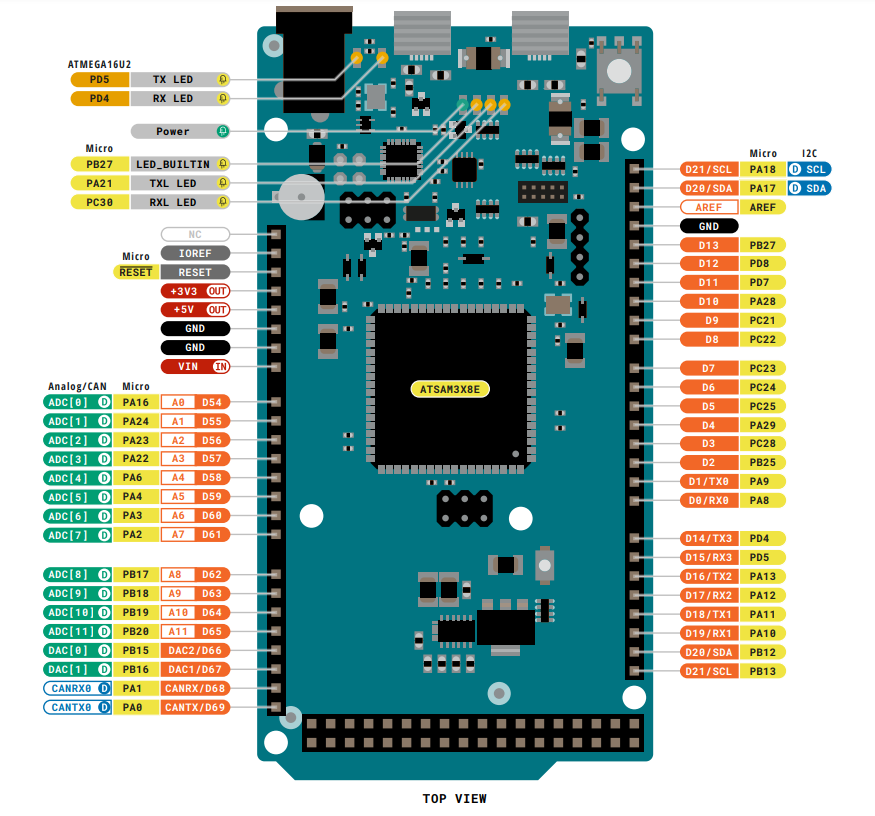 ATMEGA16U2
PD5 TX LED
PD4 RX LED
Power
Micro
PB27 LED_BUILTIN
PA21 TXL LED
PC30 RXL LED
NC
IOREF
Micro
RESET RESET
+3V3 OUT
+5V OUT
GND
GND
VIN IN
Analog/CAN Micro
ADC[0] D PA16 A0 D54
ADC[1] D PA24 A1 D55
ADC[2] D PA23 A2 D56
ADC[3] D PA22 A3 D57
ADC[4] D PA6 A4 D58
ADC[5] D PA4 A5 D59
ADC[6] D PA3 A6 D60
ADC[7] D PA2 A7 D61
ADC[8] D PB17 A8 D62
ADC[9] D PB18 A9 D63
ADC[10] D PB19 A10 D64
ADC[11] D PB20 A11 D65
DAC[0] D PB15 DAC2/D66
DAC[1] D PB16 DAC1/D67
CANRX0 D PA1 CANRX/D68
CANTX0 D PA0 CANTX/D69
ATSAM3X8E
Micro I2C
D21/SCL PA18 D SCL
D20/SDA PA17 D SDA
AREF AREF
GND
D13 PB27
D12 PD8
D11 PD7
D10 PA28
D9 PC21
D8 PC22
D7 PC23
D6 PC24
D5 PC25
D4 PA29
D3 PC28
D2 PB25
D1/TX0 PA9
D0/RX0 PA8
D14/TX3 PD4
D15/RX3 PD5
D16/TX2 PA13
D17/RX2 PA12
D18/TX1 PA11
D19/RX1 PA10
D20/SDA PB12
D21/SCL PB13
TOP VIEW